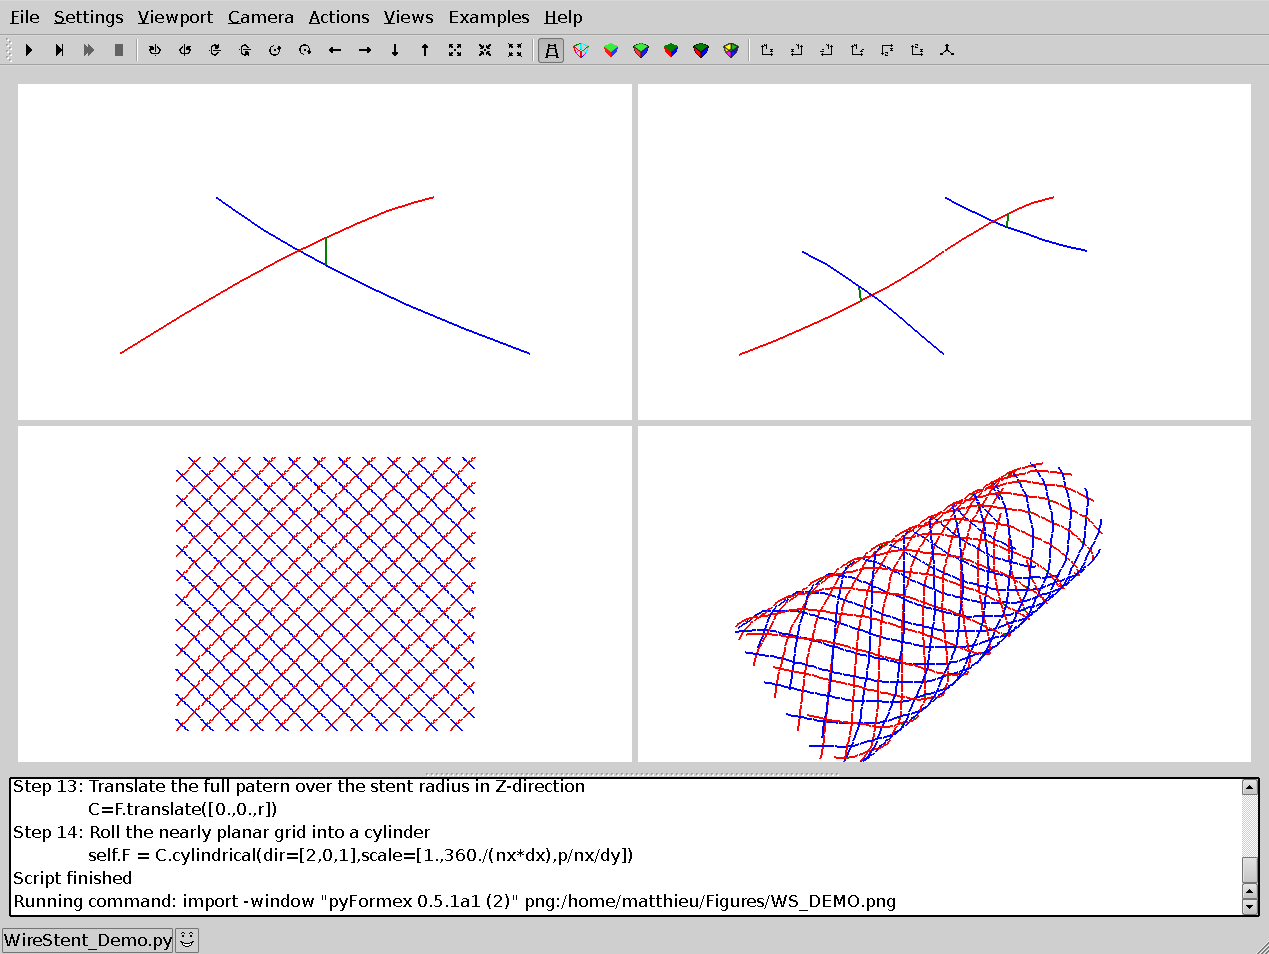 File Settings Viewport Camera Actions Views Examples Help
Step 13: Translate the full patern over the stent radius in Z-direction
C=F.translate([0.,0.,r])
Step 14: Roll the nearly planar grid into a cylinder
self.F = C.cylindrical(dir=[2,0,1],scale=[1.,360./(nx*dx),p/nx/dy])
Script finished
Running command: import -window "pyFormex 0.5.1a1 (2)" png:/home/matthieu/Figures/WS_DEMO.png
WireStent_Demo.py